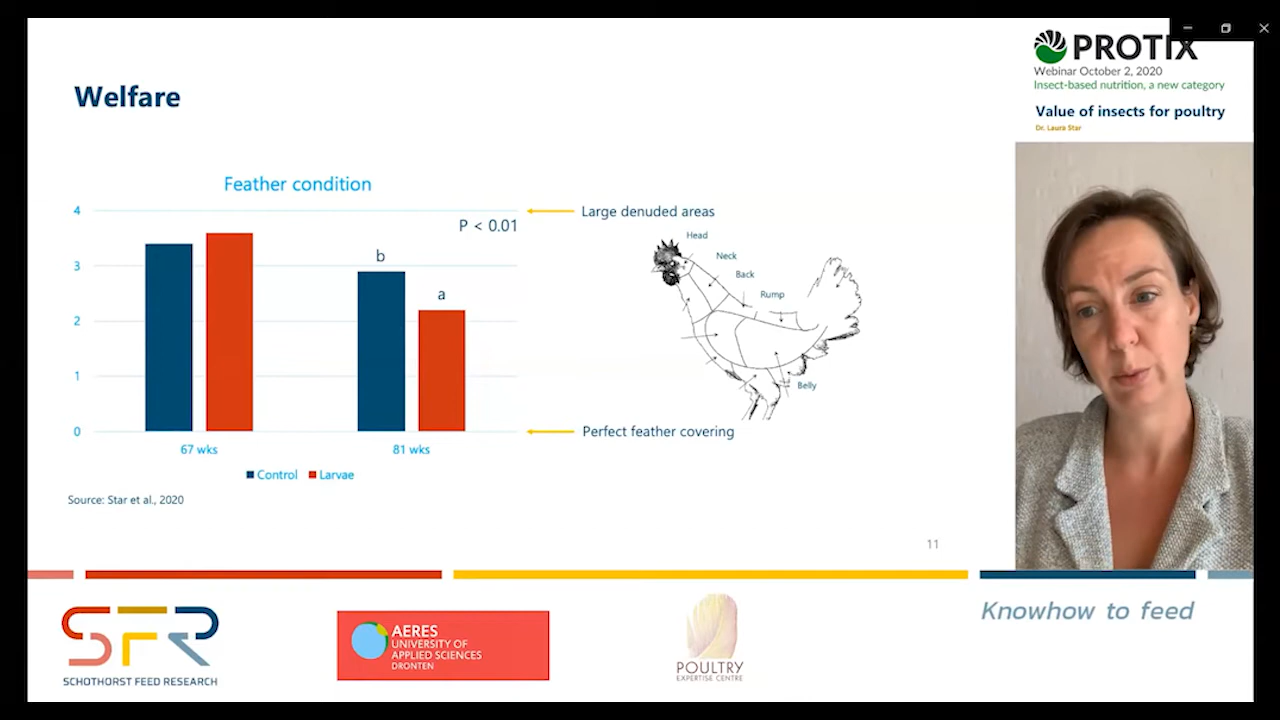 PROTIX
Webinar October 2, 2020
Insect-based nutrition, a new category
Value of insects for poultry
Dr. Laura Star
Welfare
Feather condition
4
3
2
1
0
P < 0.01
b
a
67 wks
81 wks
Control
Larvae
Source: Star et al., 2020
Large denuded areas
Perfect feather covering
Head
Neck
Back
Rump
Belly
11
SFR
SCHOTHORST FEED RESEARCH
AERES
UNIVERSITY OF
APPLIED SCIENCES
DRONTEN
POULTRY
EXPERTISE CENTRE
Knowhow to feed